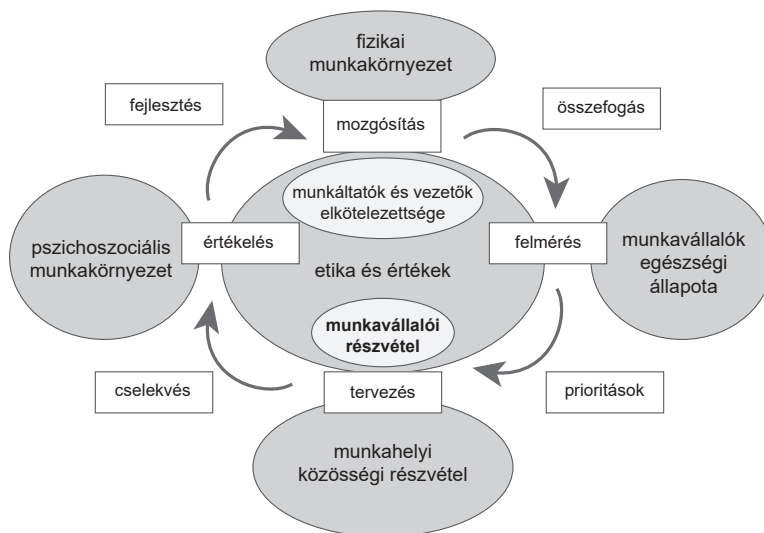 fizikai
munkakörnyezet
fejlesztés
mozgósítás
összefogás
munkáltatók és vezetők
elkötelezettsége
pszichoszociális
munkakörnyezet
értékelés
etika és értékek
felmérés
munkavállalók
egészségi
állapota
munkavállalói
részvétel
cselekvés
tervezés
prioritások
munkahelyi
közösségi részvétel